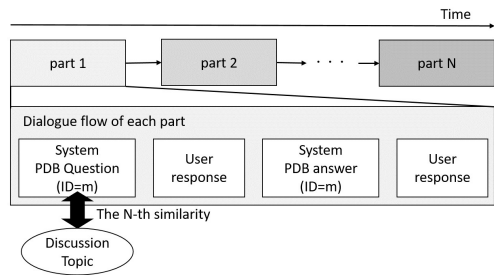 Time
part 1
part 2
. . .
part N
Dialogue flow of each part
System
PDB Question
(ID=m)
User
response
System
PDB answer
(ID=m)
User
response
The N-th similarity
Discussion
Topic